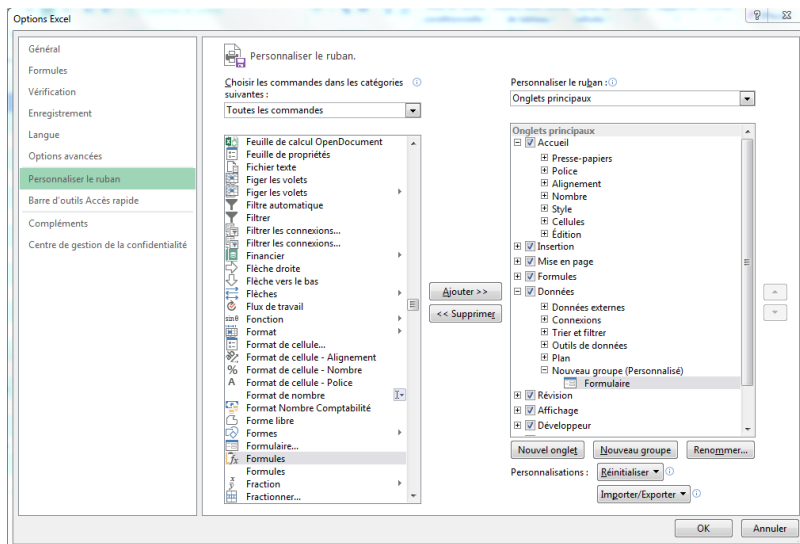 Options Excel
Général
Formules
Vérification
Enregistrement
Langue
Options avancées
Personnaliser le ruban
Barre d'outils Accès rapide
Compléments
Centre de gestion de la confidentialité
Personnaliser le ruban.
Choisir les commandes dans les catégories
suivantes :
Toutes les commandes
Feuille de calcul OpenDocument
Feuille de propriétés
Fichier texte
Figer les volets
Figer les volets
Filtre automatique
Filtrer
Filtrer les connexions...
Filtrer les connexions...
Financier
Flèche droite
Flèche vers le bas
Flèches
Flux de travail
Fonction
Format
Format de cellule...
Format de cellule - Alignement
Format de cellule - Nombre
Format de cellule - Police
Format de nombre
Format Nombre Comptabilité
Forme libre
Formes
Formulaire...
Formules
Formules
Fraction
Fractionner...
Ajouter >>
<< Supprimer
Personnaliser le ruban :
Onglets principaux
Onglets principaux
Accueil
Presse-papiers
Police
Alignement
Nombre
Style
Cellules
Édition
Insertion
Mise en page
Formules
Données
Données externes
Connexions
Trier et filtrer
Outils de données
Plan
Nouveau groupe (Personnalisé)
Formulaire
Révision
Affichage
Développeur
Nouvel onglet Nouveau groupe Renommer...
Personnalisations : Réinitialiser
Importer/Exporter
OK Annuler